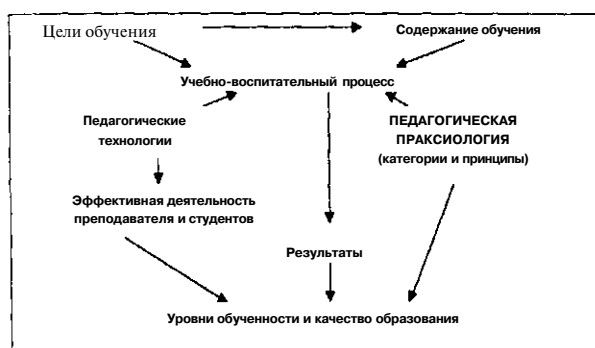 Цели обучения
Содержание обучения
Учебно-воспитательный процесс
Педагогические
технологии
ПЕДАГОГИЧЕСКАЯ
ПРАКСИОЛОГИЯ
(категории и принципы)
Эффективная деятельность
преподавателя и студентов
Результаты
Уровни обученности и качество образования